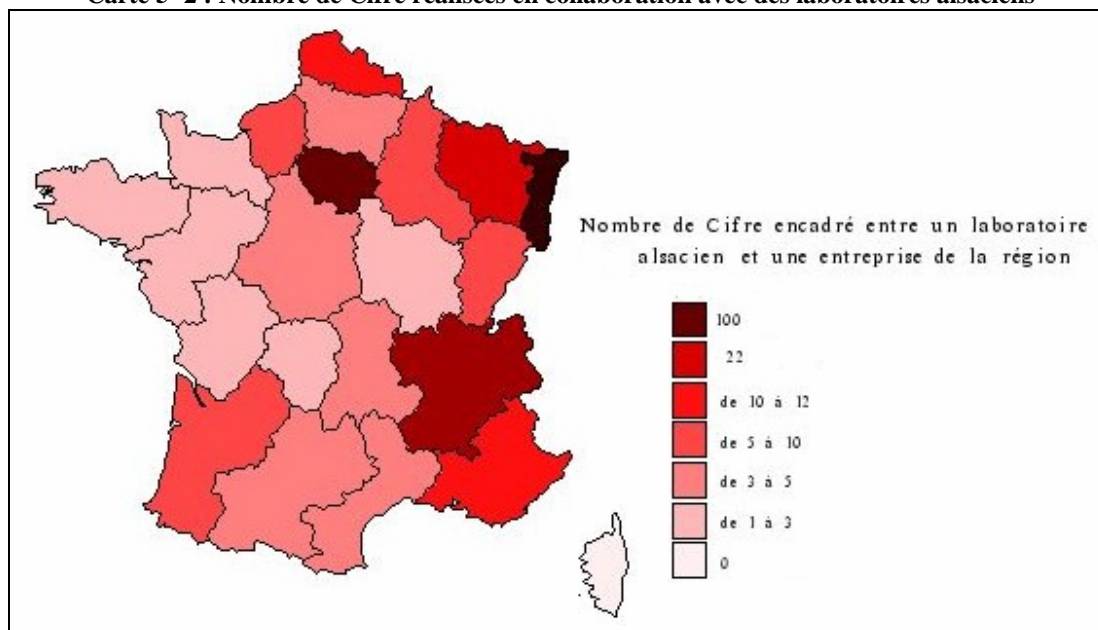 Carte 3- 2 : Nombre de Cifre réalisées en collaboration avec des laboratoires alsaciens
Nombre de Cifre encadré entre un laboratoire
alsacien et une entreprise de la région
100
22
de 10 à 12
de 5 à 10
de 3 à 5
de 1 à 3
0